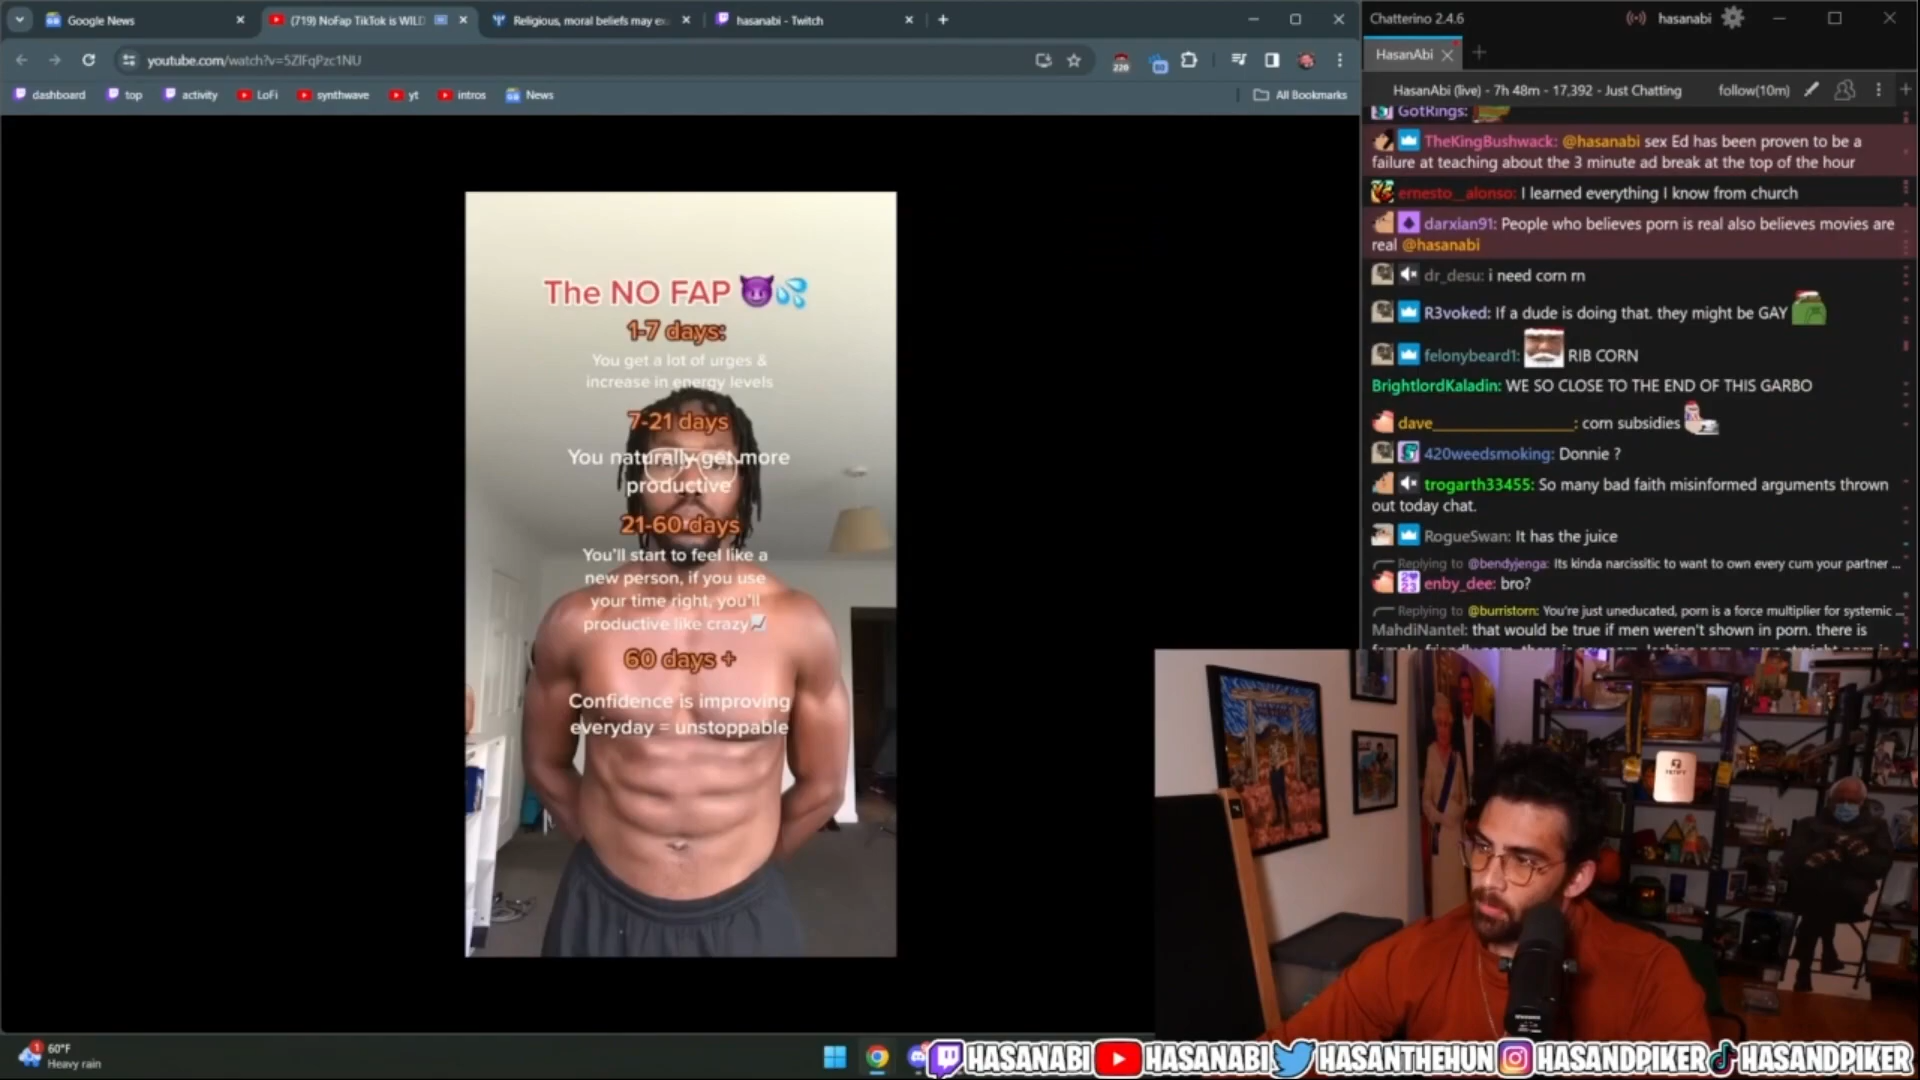 Google News
(719) NoFap TikTok is WILD
Religious, moral beliefs may ex
hasanabi - Twitch
youtube.com/watch?v=5ZlFqPzc1NU
226
dashboard
top
activity
LoFi
synthwave
yt
intros
News
All Bookmarks
The NO FAP 😈💦
1-7 days:
You get a lot of urges &
increase in energy levels
7-21 days
You naturally get more
productive
21-60 days
You'll start to feel like a
new person, if you use
your time right, you'll
productive like crazy
60 days +
Confidence is improving
everyday = unstoppable
Chatterino 2.4.6
hasanabi
HasanAbi
HasanAbi (live) - 7h 48m - 17,392 - Just Chatting
follow(10m)
GotRings:
TheKingBushwack: @hasanabi sex Ed has been proven to be a
failure at teaching about the 3 minute ad break at the top of the hour
ernesto__alonso: I learned everything I know from church
darxian91: People who believes porn is real also believes movies are
real @hasanabi
dr_desu: i need corn rn
R3voked: If a dude is doing that. they might be GAY
felonybeard1: RIB CORN
BrightlordKaladin: WE SO CLOSE TO THE END OF THIS GARBO
dave_________________: corn subsidies
420weedsmoking: Donnie ?
trogarth33455: So many bad faith misinformed arguments thrown
out today chat.
RogueSwan: It has the juice
Replying to @bendyjenga: Its kinda narcissitic to want to own every cum your partner ...
enby_dee: bro?
Replying to @burristorn: You're just uneducated, porn is a force multiplier for systemic ...
MahdiNantel: that would be true if men weren't shown in porn. there is
1
60°F
Heavy rain
HASANABI
HASANABI
HASANTHEHUN
HASANDPIKER
HASANDPIKER